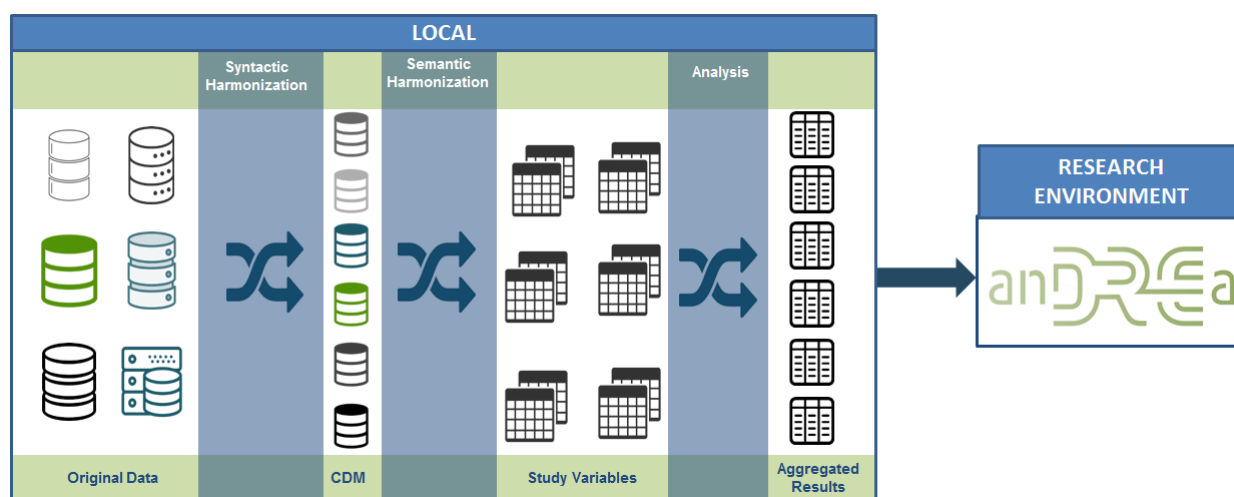 LOCAL
Syntactic
Harmonization
Semantic
Harmonization
Analysis
RESEARCH
ENVIRONMENT
anDREa
Original Data
CDM
Study Variables
Aggregated
Results